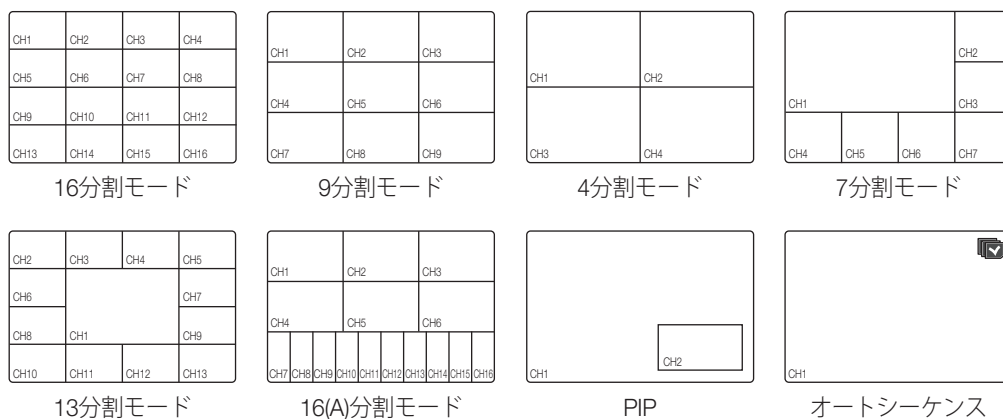 CH1 CH2 CH3 CH4
CH5 CH6 CH7 CH8
CH9 CH10 CH11 CH12
CH13 CH14 CH15 CH16
16分割モード
CH1 CH2 CH3
CH4 CH5 CH6
CH7 CH8 CH9
9分割モード
CH1 CH2
CH3 CH4
4分割モード
CH2
CH1 CH3
CH4 CH5 CH6 CH7
7分割モード
CH2 CH3 CH4 CH5
CH6 CH7
CH8 CH1 CH9
CH10 CH11 CH12 CH13
13分割モード
CH1 CH2 CH3
CH4 CH5 CH6
CH7 CH8 CH9 CH10 CH11 CH12 CH13 CH14 CH15 CH16
16(A)分割モード
CH2
CH1
PIP
CH1
オートシーケンス